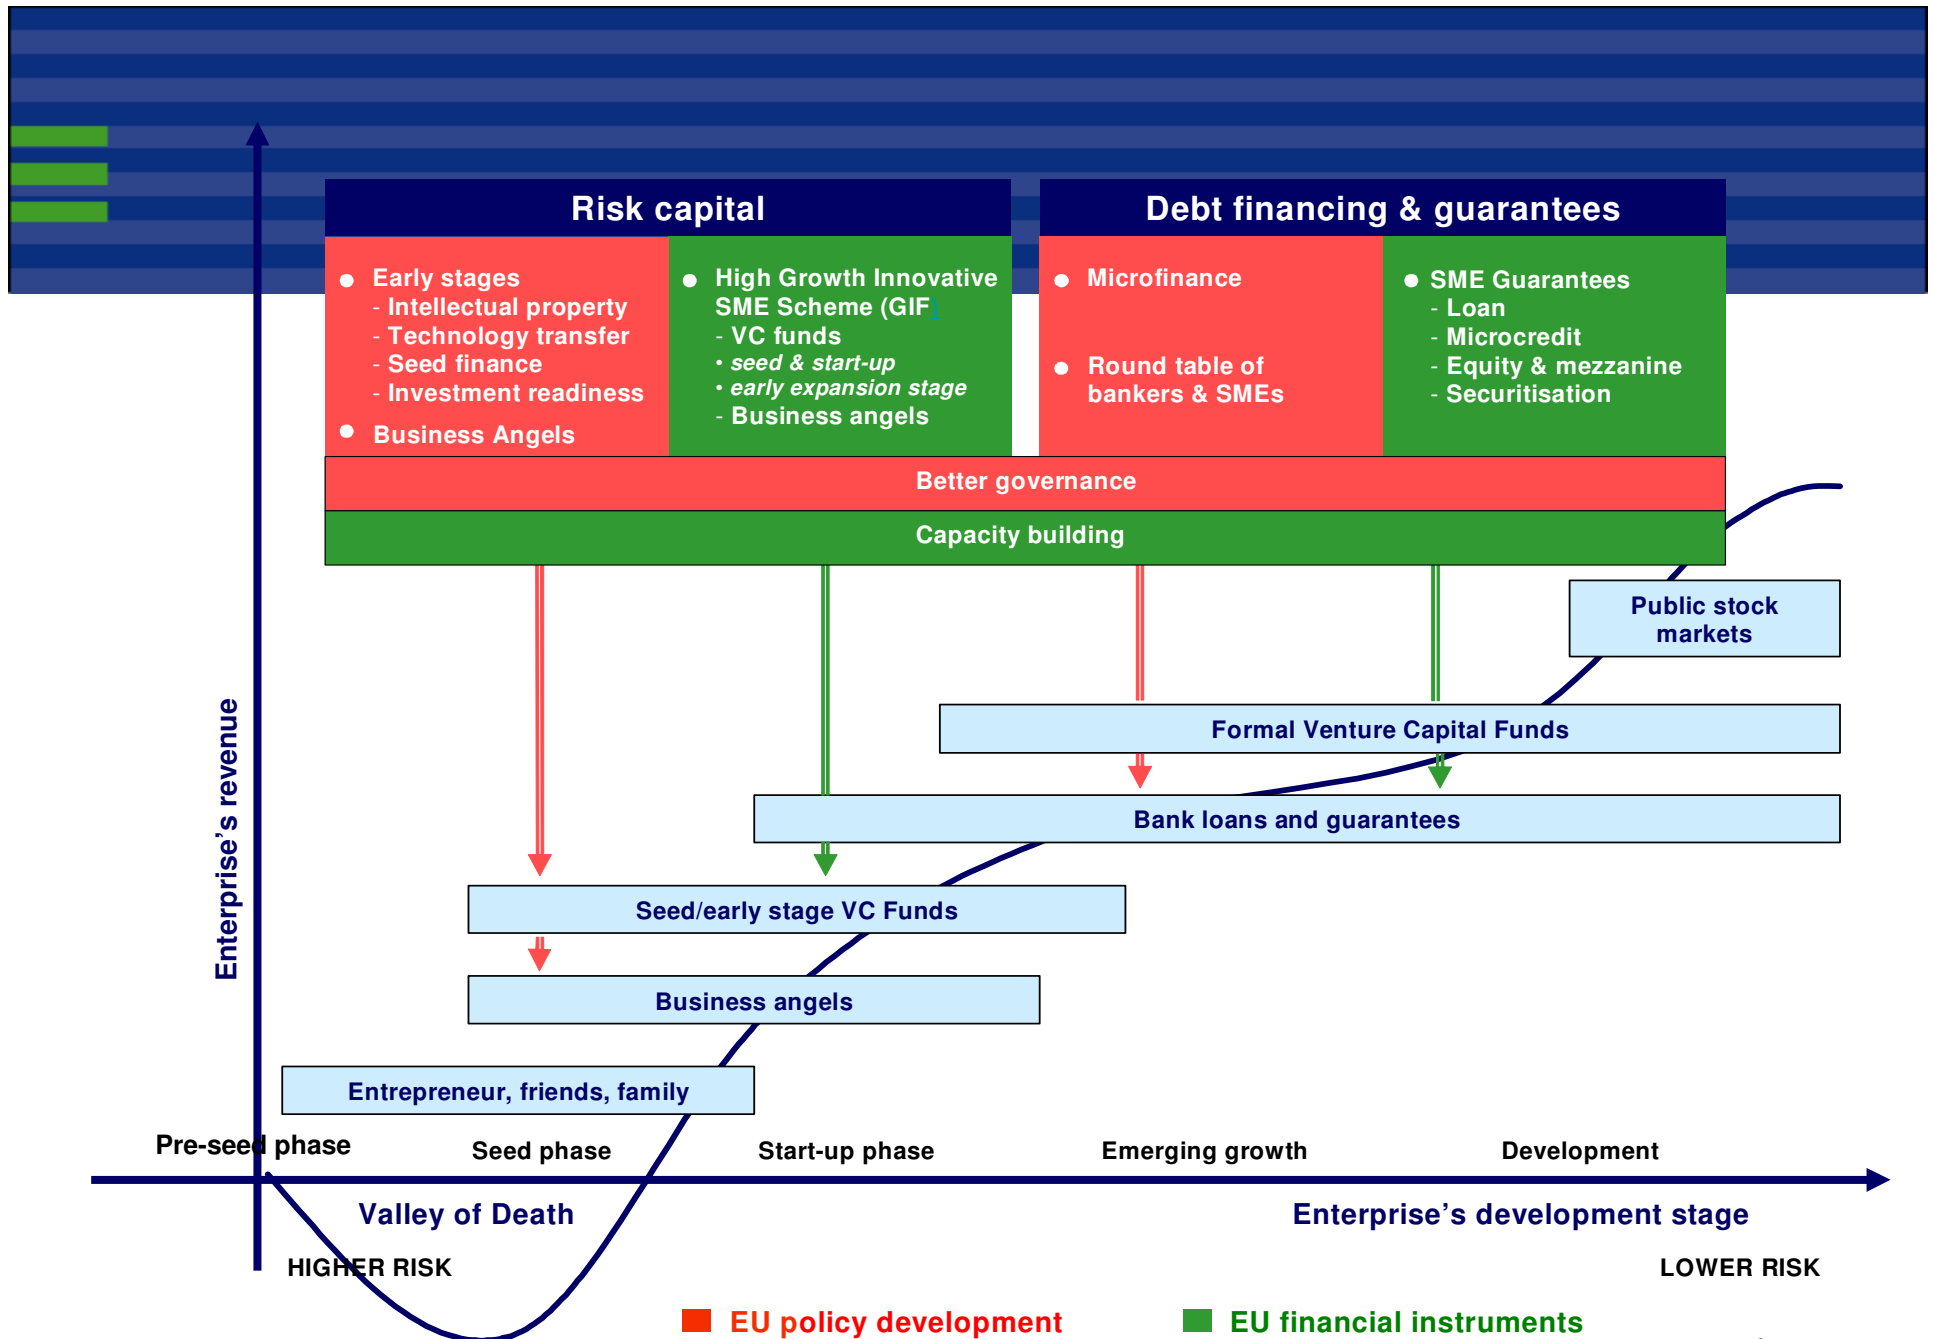 Risk capital
Debt financing & guarantees
Early stages
- Intellectual property
- Technology transfer
- Seed finance
- Investment readiness
Business Angels
High Growth Innovative
SME Scheme (GIF)
- VC funds
• seed & start-up
• early expansion stage
- Business angels
Microfinance
Round table of
bankers & SMEs
SME Guarantees
- Loan
- Microcredit
- Equity & mezzanine
- Securitisation
Better governance
Capacity building
Public stock
markets
Formal Venture Capital Funds
Bank loans and guarantees
Seed/early stage VC Funds
Business angels
Entrepreneur, friends, family
Enterprise’s revenue
Pre-seed phase
Seed phase
Start-up phase
Emerging growth
Development
Valley of Death
Enterprise’s development stage
HIGHER RISK
LOWER RISK
EU policy development
EU financial instruments